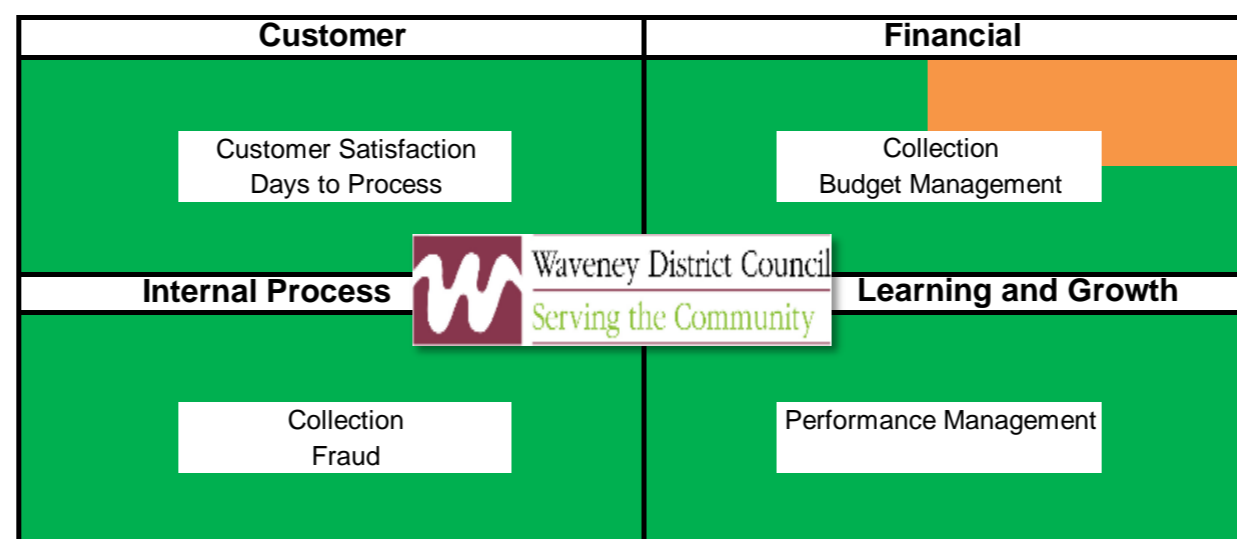 Customer
Financial
Customer Satisfaction
Days to Process
Collection
Budget Management
Waveney District Council
Serving the Community
Internal Process
Learning and Growth
Collection
Fraud
Performance Management